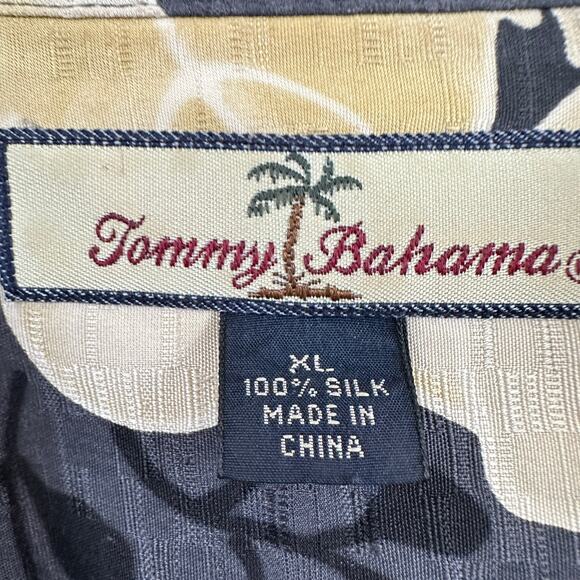 Tommy Bahama®
XL
100% SILK
MADE IN
CHINA